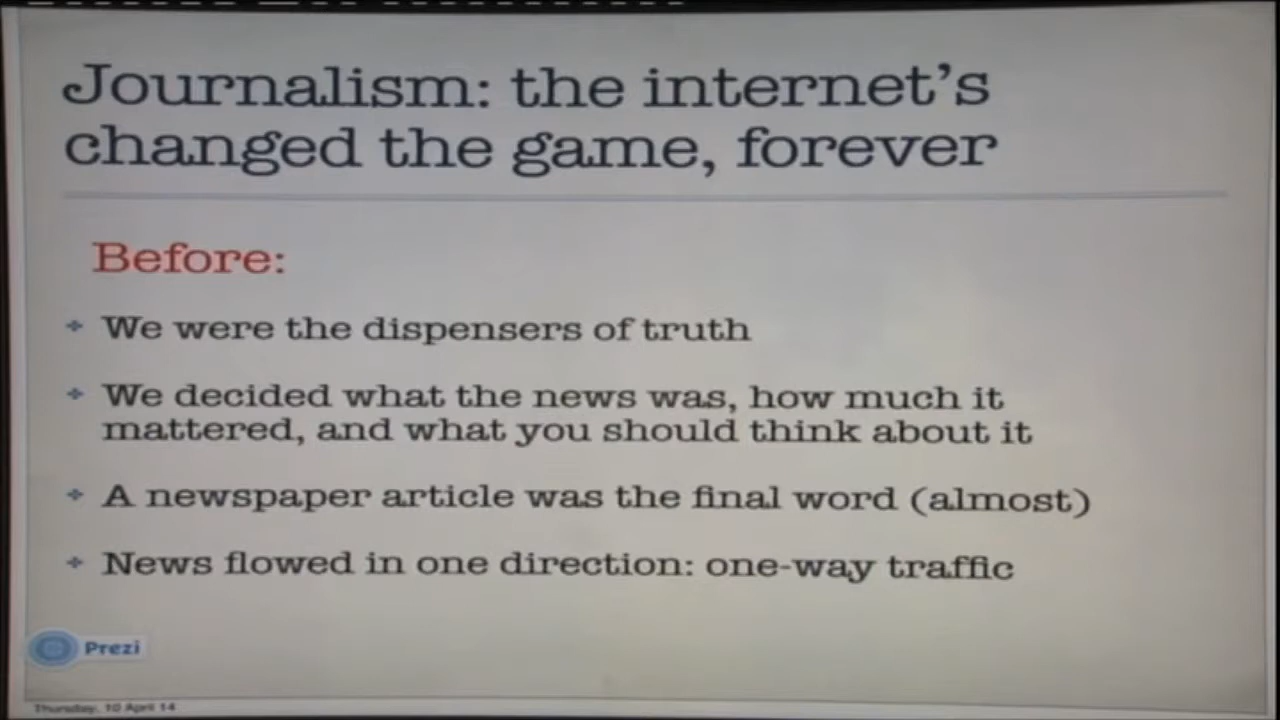 Journalism: the internet's
changed the game, forever
Before:
We were the dispensers of truth
We decided what the news was, how much it
mattered, and what you should think about it
A newspaper article was the final word (almost)
News flowed in one direction: one-way traffic
Prezi
Thursday, 10 April 14